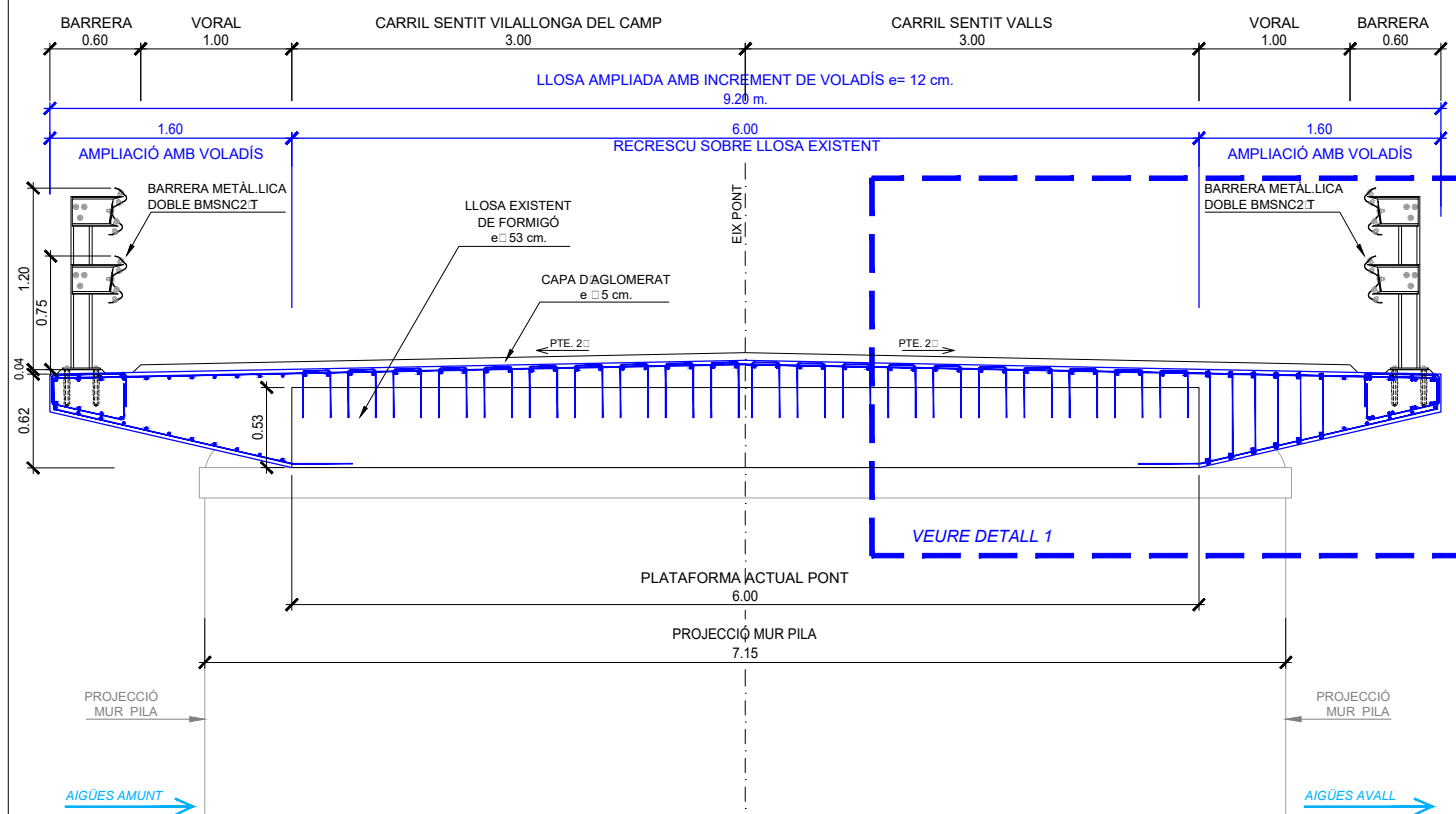 BARRERA
0.60
VORAL
1.00
CARRIL SENTIT VILALLONGA DEL CAMP
3.00
CARRIL SENTIT VALLS
3.00
VORAL
1.00
BARRERA
0.60
LLOSA AMPLIADA AMB INCREMENT DE VOLADÍS e= 12 cm.
9.20 m.
1.60
6.00
1.60
AMPLIACIÓ AMB VOLADÍS
RECRESCU SOBRE LLOSA EXISTENT
AMPLIACIÓ AMB VOLADÍS
BARRERA METÀL.LICA
DOBLE BMSNC2□T
LLOSA EXISTENT
DE FORMIGÓ
e□53 cm.
EIX PONT
BARRERA METÀL.LICA
DOBLE BMSNC2□T
CAPA D□AGLOMERAT
e □5 cm.
1.20
0.75
PTE. 2□
PTE. 2□
0.04
0.62
0.53
VEURE DETALL 1
PLATAFORMA ACTUAL PONT
6.00
PROJECCIÓ MUR PILA
7.15
PROJECCIÓ
MUR PILA
PROJECCIÓ
MUR PILA
AIGÜES AMUNT
AIGÜES AVALL